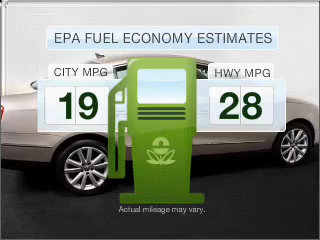 EPA FUEL ECONOMY ESTIMATES
CITY MPG
HWY MPG
19
28
Actual mileage may vary.